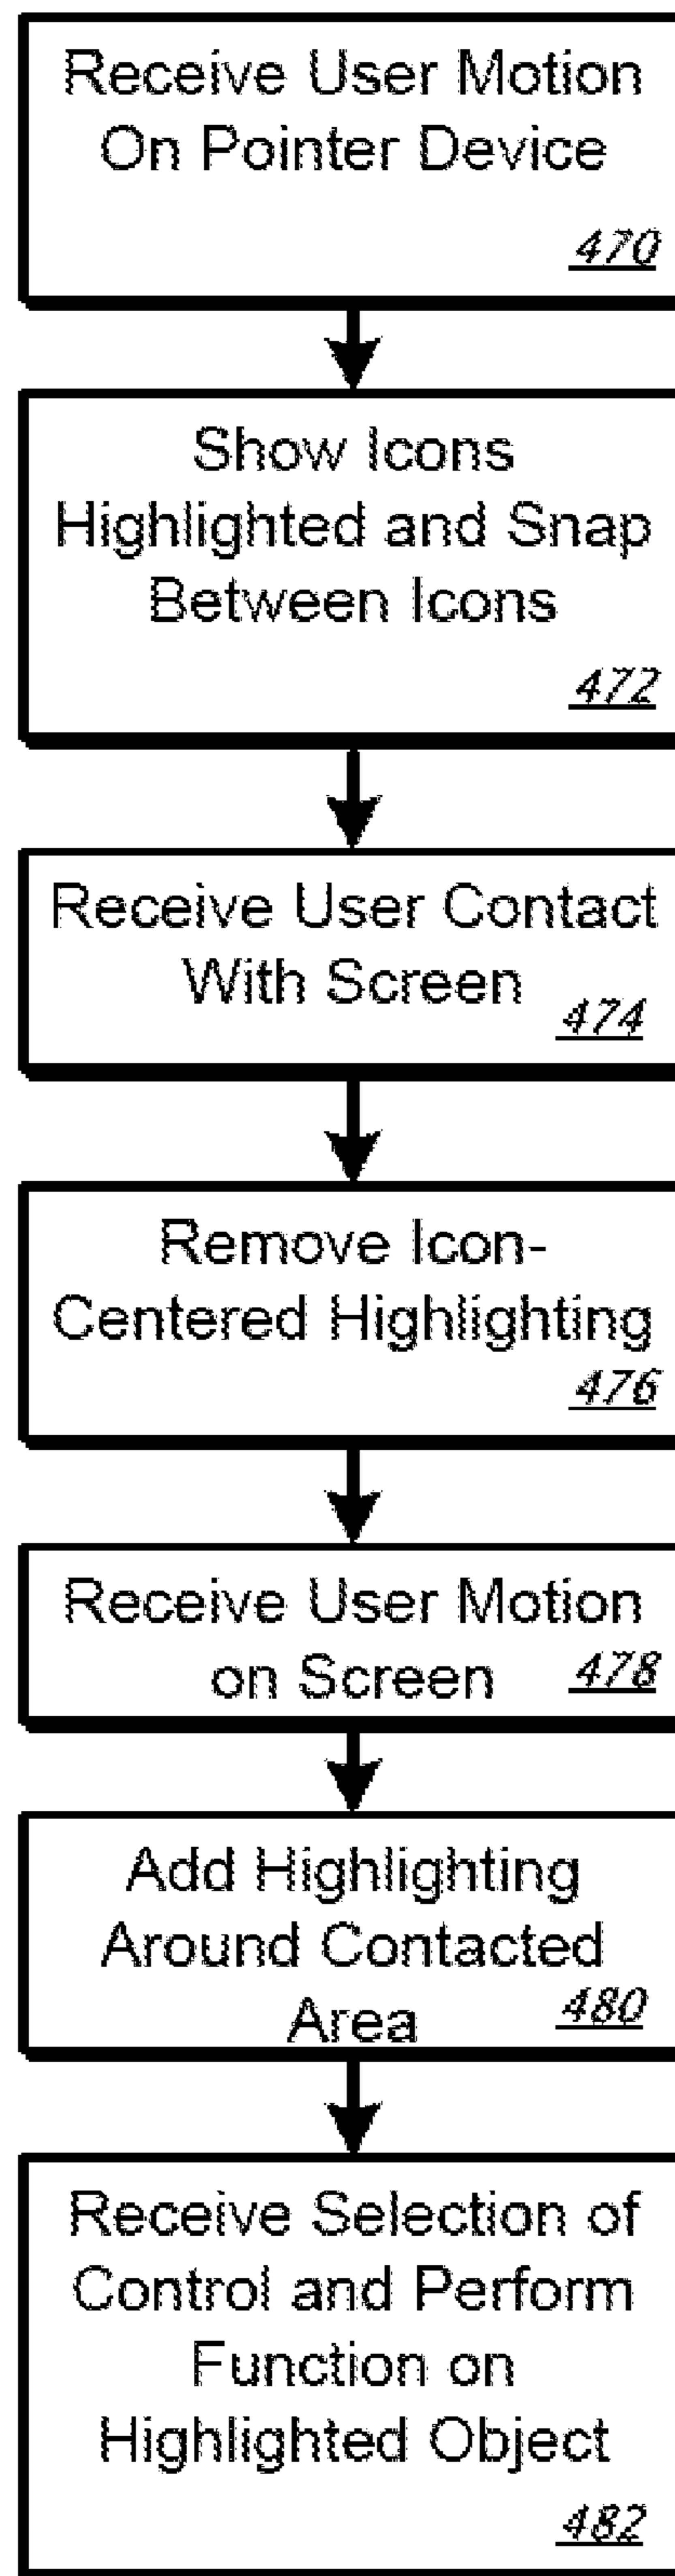 Receive User Motion
On Pointer Device
470
Show Icons
Highlighted and Snap
Between Icons
472
Receive User Contact
With Screen
474
Remove Icon-
Centered Highlighting
476
Receive User Motion
on Screen 478
Add Highlighting
Around Contacted
Area 480
Receive Selection of
Control and Perform
Function on
Highlighted Object
482